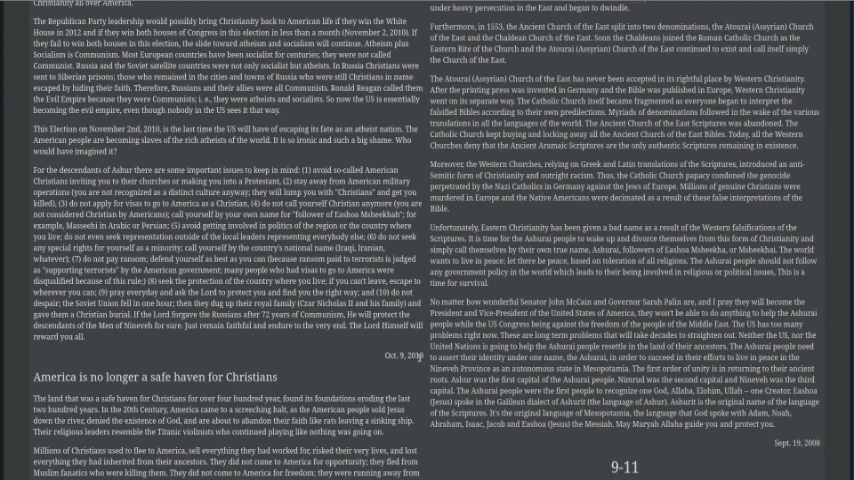 Christianity all over America.
The Republican Party leadership would possibly bring Christianity back to American life if they win the White
House in 2012 and if they win both houses of Congress in this election in less than a month (November 2, 2010). If
they fail to win both houses in this election, the slide toward atheism and socialism will continue. Atheism plus
Socialism is Communism. Most European countries have been socialist for centuries; they were not called
Communist. Russia and the Soviet satellite countries were not only socialist but atheists. In Russia Christians were
sent to Siberian prisons; those who remained in the cities and towns of Russia who were still Christians in name
escaped by hiding their faith. Therefore, Russians and their allies were all Communists. Ronald Reagan called them
the Evil Empire because they were Communists; i. e., they were atheists and socialists. So now the US is essentially
becoming the evil empire, even though nobody in the US sees it that way.
This Election on November 2nd, 2010, is the last time the US will have of escaping its fate as an atheist nation. The
American people are becoming slaves of the rich atheists of the world. It is so ironic and such a big shame. Who
would have imagined it?
For the descendants of Ashur there are some important issues to keep in mind: (1) avoid so-called American
Christians inviting you to their churches or making you into a Protestant, (2) stay away from American military
operations (you are not recognized as a distinct culture anyway; they will lump you with "Christians" and get you
killed), (3) do not apply for visas to go to America as a Christian, (4) do not call yourself Christian anymore (you are
not considered Christian by Americans); call yourself by your own name for "follower of Eashoa Msheekhah"; for
example, Masseehi in Arabic or Persian; (5) avoid getting involved in politics of the region or the country where
you live; do not even seek representation outside of the local leaders representing everybody else; (6) do not seek
any special rights for yourself as a minority; call yourself by the country's national name (Iraqi, Iranian,
whatever); (7) do not pay ransom; defend yourself as best as you can (because ransom paid to terrorists is judged
as "supporting terrorists" by the American government; many people who had visas to go to America were
disqualified because of this rule;) (8) seek the protection of the country where you live; if you can't leave, escape to
wherever you can; (9) pray everyday and ask the Lord to protect you and find you the right way; and (10) do not
despair; the Soviet Union fell in one hour; then they dug up their royal family (Czar Nicholas II and his family) and
gave them a Christian burial. If the Lord forgave the Russians after 72 years of Communism, He will protect the
descendants of the Men of Nineveh for sure. Just remain faithful and endure to the very end. The Lord Himself will
reward you all.
Oct. 9, 2010
America is no longer a safe haven for Christians
The land that was a safe haven for Christians for over four hundred year, found its foundations eroding the last
two hundred years. In the 20th Century, America came to a screeching halt, as the American people sold Jesus
down the river, denied the existence of God, and are about to abandon their faith like rats leaving a sinking ship.
Their religious leaders resemble the Titanic violinists who continued playing like nothing was going on.
Millions of Christians used to flee to America, sell everything they had worked for, risked their very lives, and lost
everything they had inherited from their ancestors. They did not come to America for opportunity; they fled from
Muslim fanatics who were killing them. They did not come to America for freedom; they were running away from
under heavy persecution in the East and began to dwindle.
Furthermore, in 1553, the Ancient Church of the East split into two denominations, the Atourai (Assyrian) Church
of the East and the Chaldean Church of the East. Soon the Chaldeans joined the Roman Catholic Church as the
Eastern Rite of the Church and the Atourai (Assyrian) Church of the East continued to exist and call itself simply
the Church of the East.
The Atourai (Assyrian) Church of the East has never been accepted in its rightful place by Western Christianity.
After the printing press was invented in Germany and the Bible was published in Europe, Western Christianity
went on its separate way. The Catholic Church itself became fragmented as everyone began to interpret the
falsified Bibles according to their own predilections. Myriads of denominations followed in the wake of the various
translations in all the languages of the world. The Ancient Church of the East Scriptures was abandoned. The
Catholic Church kept buying and locking away all the Ancient Church of the East Bibles. Today, all the Western
Churches deny that the Ancient Aramaic Scriptures are the only authentic Scriptures remaining in existence.
Moreover, the Western Churches, relying on Greek and Latin translations of the Scriptures, introduced an anti-
Semitic form of Christianity and outright racism. Thus, the Catholic papacy condoned the genocide
perpetrated by the Nazi Catholics in Germany against the Jews of Europe. Millions of genuine Christians were
murdered in Europe and the Native Americans were decimated as a result of these false interpretations of the
Bible.
Unfortunately, Eastern Christianity has been given a bad name as a result of the Western falsifications of the
Scriptures. It is time for the Ashurai people to wake up and divorce themselves from this form of Christianity and
simply call themselves by their own true name, Ashurai, followers of Eashoa Msheekha, or Msheekhai. The world
wants to live in peace; let there be peace, based on toleration of all religions. The Ashurai people should not follow
any government policy in the world which leads to their being involved in religious or political issues, This is a
time for survival.
No matter how wonderful Senator John McCain and Governor Sarah Palin are, and I pray they will become the
President and Vice-President of the United States of America, they won't be able to do anything to help the Ashurai
people while the US Congress being against the freedom of the people of the Middle East. The US has too many
problems right now. These are long term problems that will take decades to straighten out. Neither the US, nor the
United Nations is going to help the Ashurai people resettle in the land of their ancestors. The Ashurai people need
to assert their identity under one name, the Ashurai, in order to succeed in their efforts to live in peace in the
Nineveh Province as an autonomous state in Mesopotamia. The first order of unity is in returning to their ancient
roots. Ashur was the first capital of the Ashurai people. Nimrud was the second capital and Nineveh was the third
capital. The Ashurai people were the first people to recognize one God, Allaha, Elohim, Ullah -- one Creator. Eashoa
(Jesus) spoke in the Galilean dialect of Ashurit (the language of Ashur). Ashurit is the original name of the language
of the Scriptures. It's the original language of Mesopotamia, the language that God spoke with Adam, Noah,
Abraham, Isaac, Jacob and Eashoa (Jesus) the Messiah. May Maryah Allaha guide you and protect you.
Sept. 19, 2008
9-11